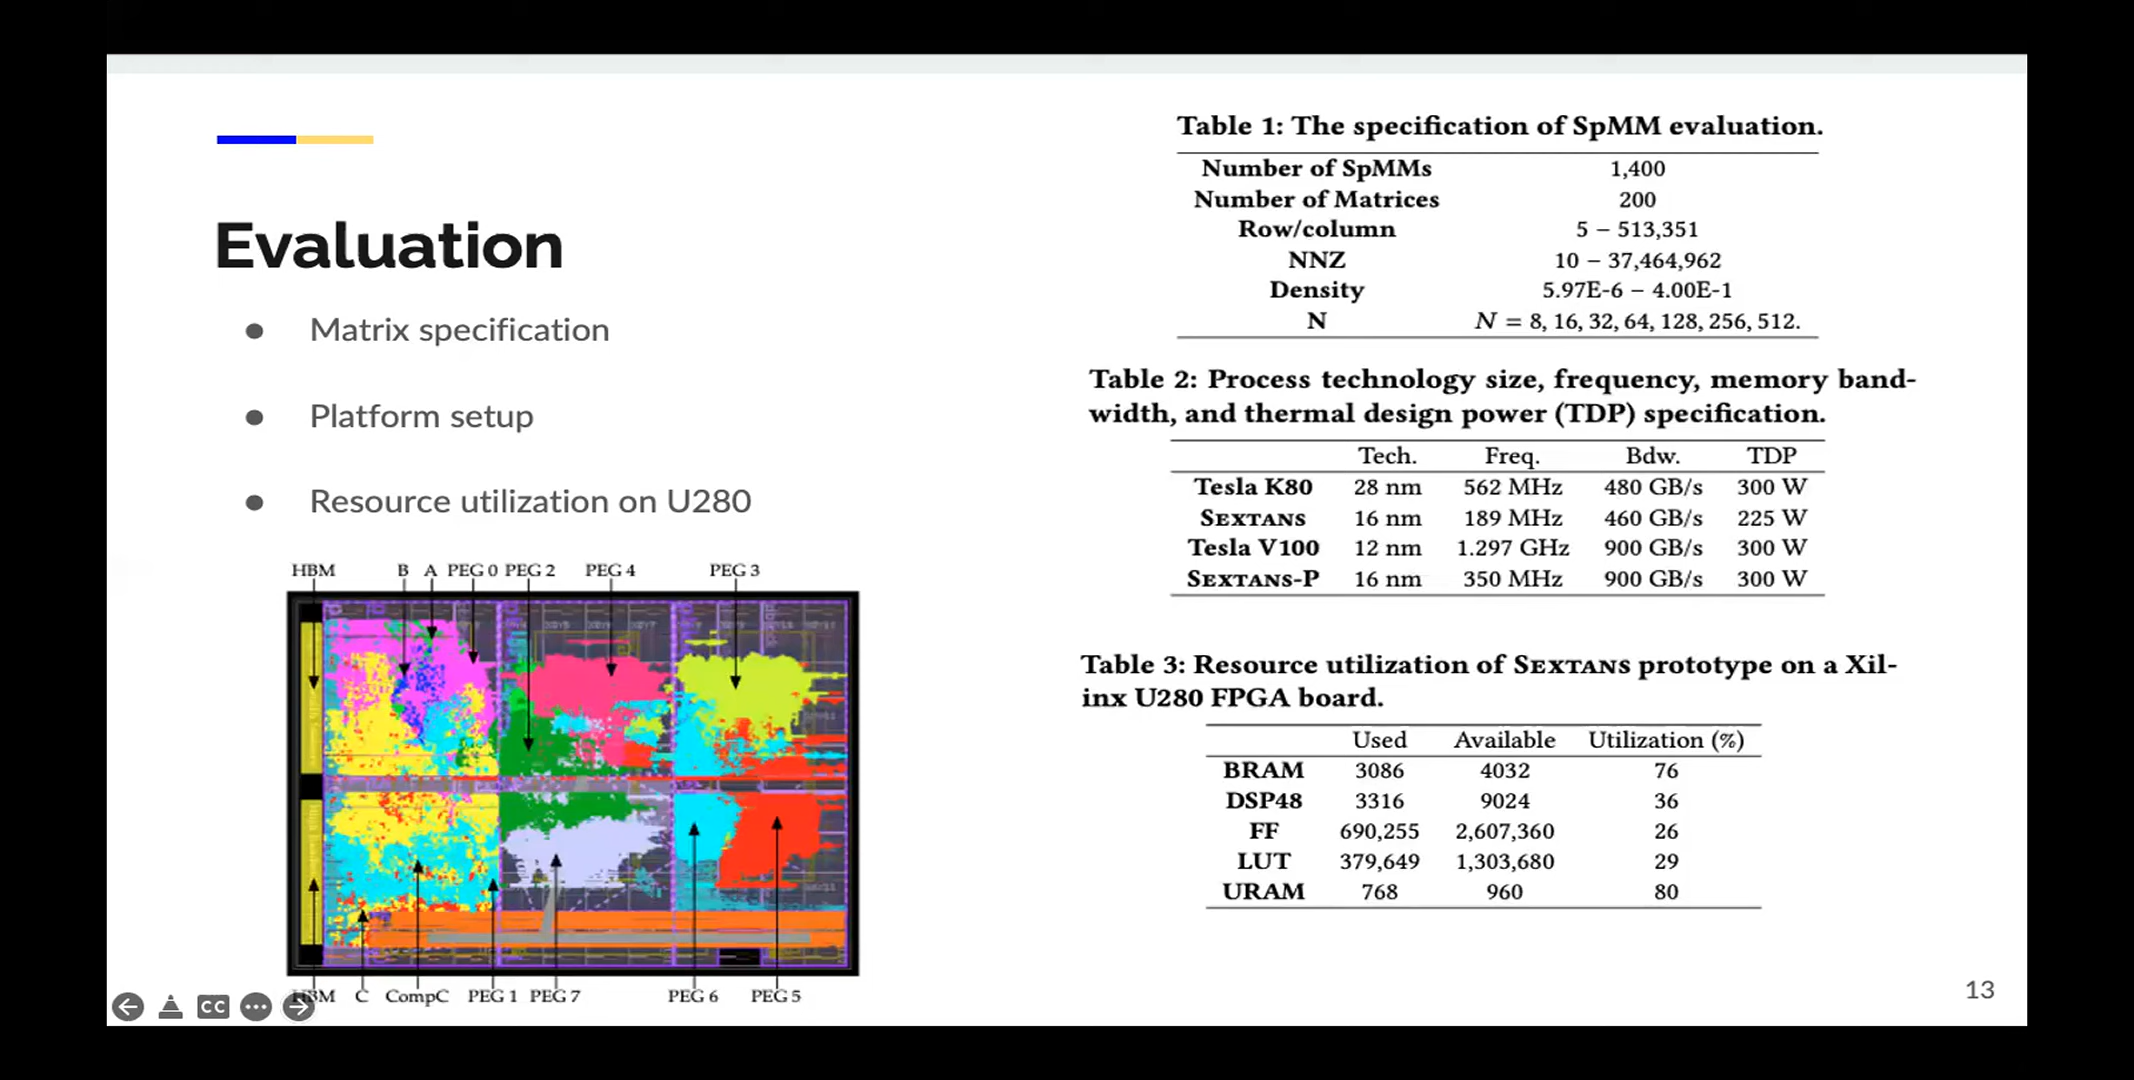 Evaluation
● Matrix specification
● Platform setup
● Resource utilization on U280
HBM B A PEG 0 PEG 2 PEG 4 PEG 3
HBM C CompC PEG 1 PEG 7 PEG 6 PEG 5
CC
Table 1: The specification of SpMM evaluation.
Number of SpMMs 1,400
Number of Matrices 200
Row/column 5 – 513,351
NNZ 10 – 37,464,962
Density 5.97E-6 – 4.00E-1
N N = 8, 16, 32, 64, 128, 256, 512.
Table 2: Process technology size, frequency, memory band-
width, and thermal design power (TDP) specification.
Tech. Freq. Bdw. TDP
Tesla K80 28 nm 562 MHz 480 GB/s 300 W
SEXTANS 16 nm 189 MHz 460 GB/s 225 W
Tesla V100 12 nm 1.297 GHz 900 GB/s 300 W
SEXTANS-P 16 nm 350 MHz 900 GB/s 300 W
Table 3: Resource utilization of SEXTANS prototype on a Xil-
inx U280 FPGA board.
Used Available Utilization (%)
BRAM 3086 4032 76
DSP48 3316 9024 36
FF 690,255 2,607,360 26
LUT 379,649 1,303,680 29
URAM 768 960 80
13